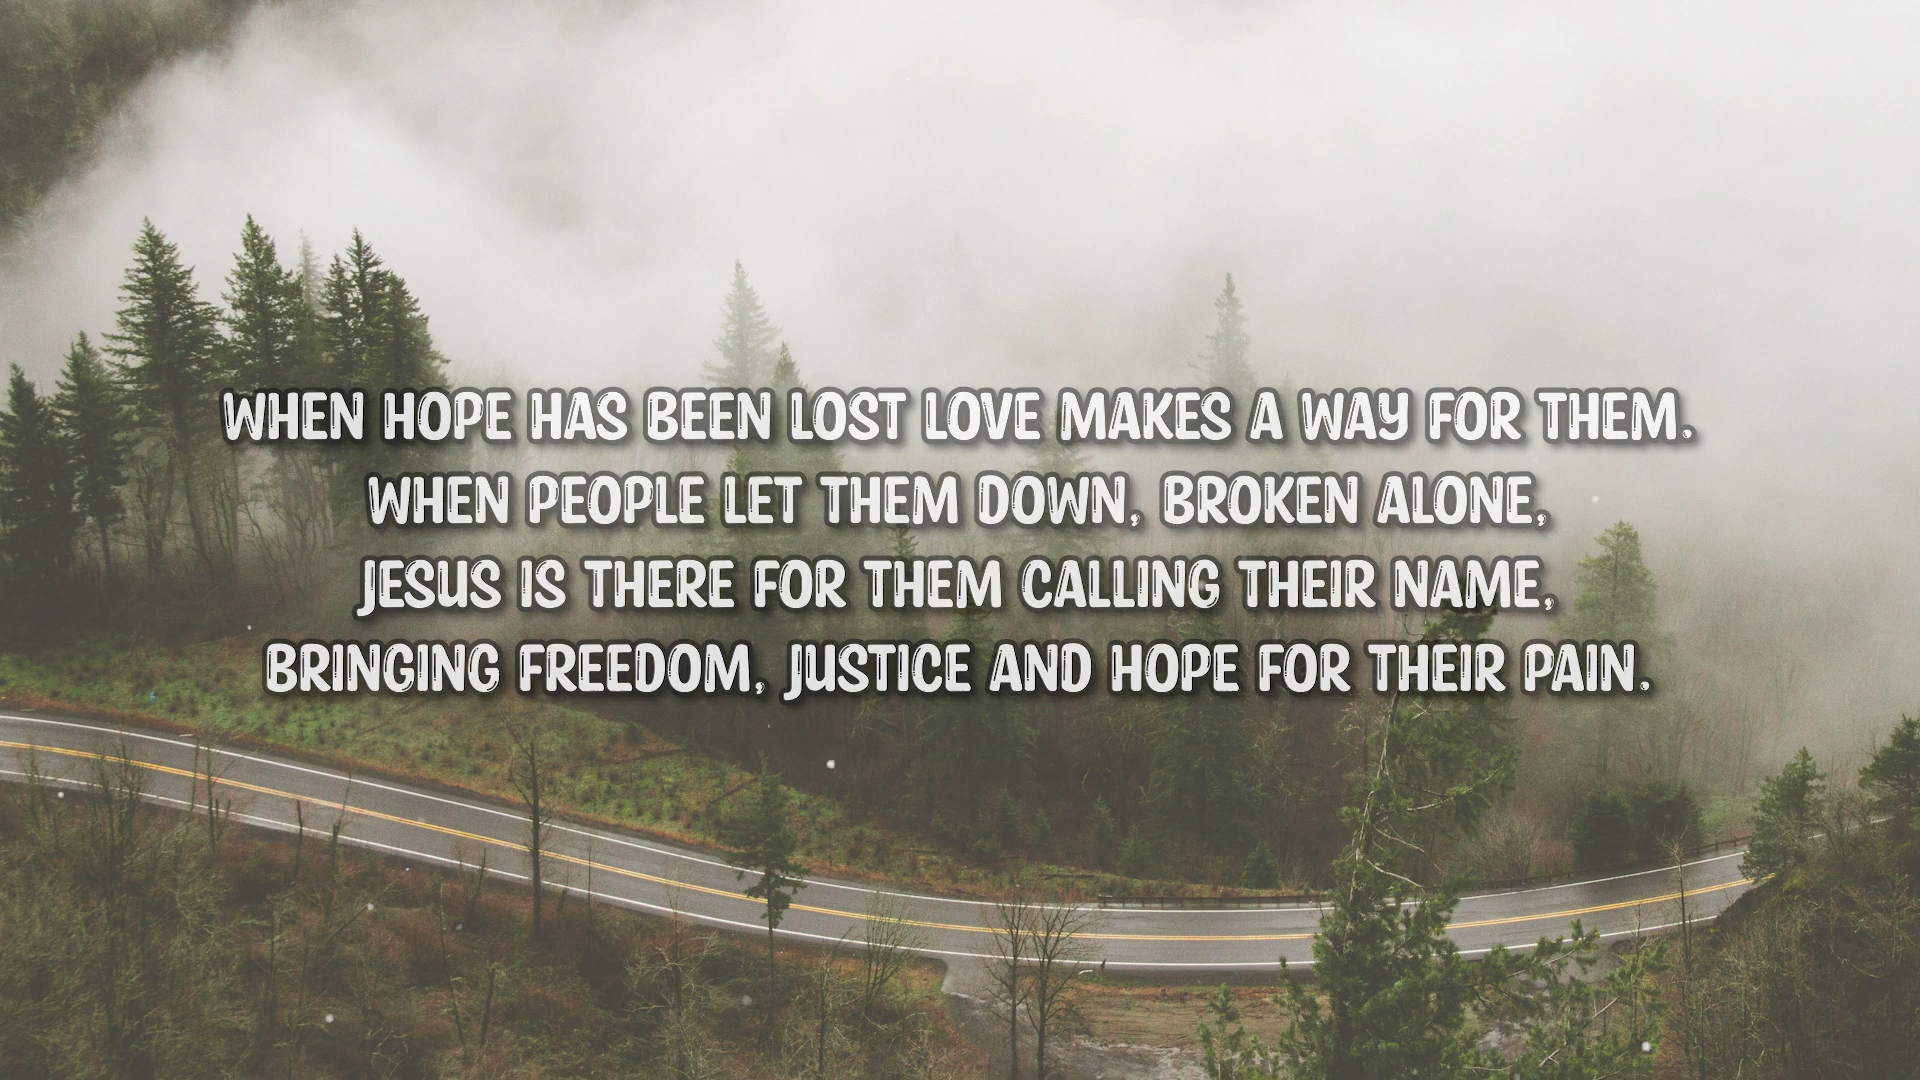 WHEN HOPE HAS BEEN LOST LOVE MAKES A WAY FOR THEM.
WHEN PEOPLE LET THEM DOWN, BROKEN ALONE,
JESUS IS THERE FOR THEM CALLING THEIR NAME,
BRINGING FREEDOM, JUSTICE AND HOPE FOR THEIR PAIN.